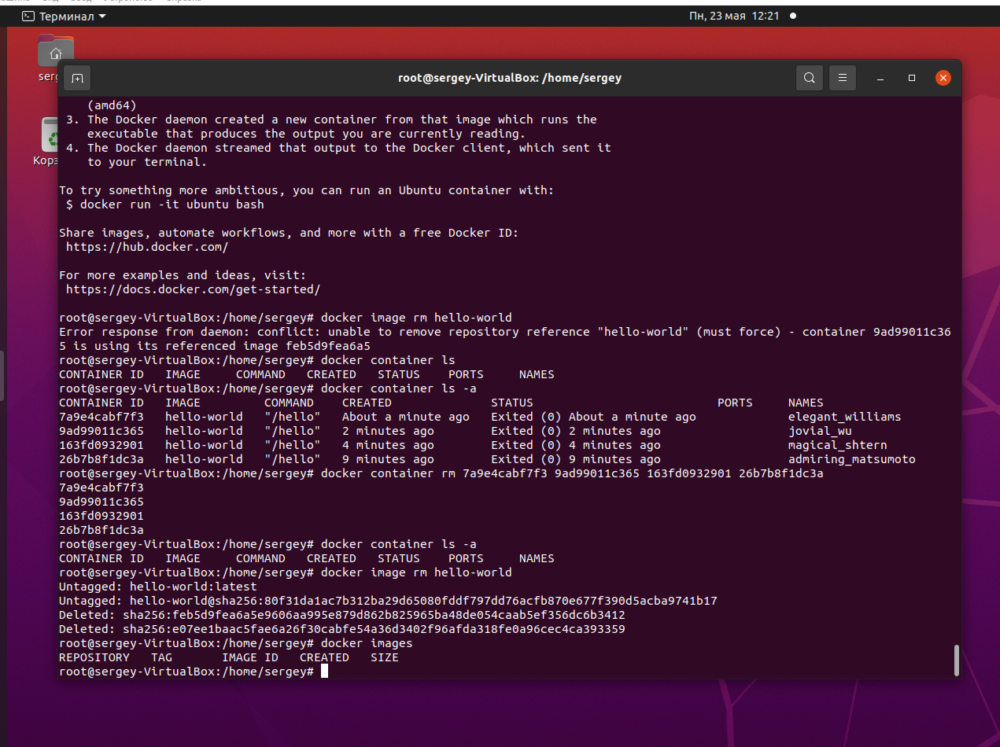 Терминал
Пн, 23 мая 12:21
root@sergey-VirtualBox: /home/sergey
(amd64)
3. The Docker daemon created a new container from that image which runs the
executable that produces the output you are currently reading.
4. The Docker daemon streamed that output to the Docker client, which sent it
to your terminal.
To try something more ambitious, you can run an Ubuntu container with:
$ docker run -it ubuntu bash
Share images, automate workflows, and more with a free Docker ID:
https://hub.docker.com/
For more examples and ideas, visit:
https://docs.docker.com/get-started/
root@sergey-VirtualBox:/home/sergey# docker image rm hello-world
Error response from daemon: conflict: unable to remove repository reference "hello-world" (must force) - container 9ad99011c36
5 is using its referenced image feb5d9fea6a5
root@sergey-VirtualBox:/home/sergey# docker container ls
CONTAINER ID   IMAGE     COMMAND   CREATED   STATUS    PORTS     NAMES
root@sergey-VirtualBox:/home/sergey# docker container ls -a
CONTAINER ID   IMAGE         COMMAND    CREATED              STATUS                          PORTS     NAMES
7a9e4cabf7f3   hello-world   "/hello"   About a minute ago   Exited (0) About a minute ago             elegant_williams
9ad99011c365   hello-world   "/hello"   2 minutes ago        Exited (0) 2 minutes ago                  jovial_wu
163fd0932901   hello-world   "/hello"   4 minutes ago        Exited (0) 4 minutes ago                  magical_shtern
26b7b8f1dc3a   hello-world   "/hello"   9 minutes ago        Exited (0) 9 minutes ago                  admiring_matsumoto
root@sergey-VirtualBox:/home/sergey# docker container rm 7a9e4cabf7f3 9ad99011c365 163fd0932901 26b7b8f1dc3a
7a9e4cabf7f3
9ad99011c365
163fd0932901
26b7b8f1dc3a
root@sergey-VirtualBox:/home/sergey# docker container ls -a
CONTAINER ID   IMAGE     COMMAND   CREATED   STATUS    PORTS     NAMES
root@sergey-VirtualBox:/home/sergey# docker image rm hello-world
Untagged: hello-world:latest
Untagged: hello-world@sha256:80f31da1ac7b312ba29d65080fddf797dd76acfb870e677f390d5acba9741b17
Deleted: sha256:feb5d9fea6a5e9606aa995e879d862b825965ba48de054caab5ef356dc6b3412
Deleted: sha256:e07ee1baac5fae6a26f30cabfe54a36d3402f96afda318fe0a96cec4ca393359
root@sergey-VirtualBox:/home/sergey# docker images
REPOSITORY   TAG       IMAGE ID   CREATED   SIZE
root@sergey-VirtualBox:/home/sergey#